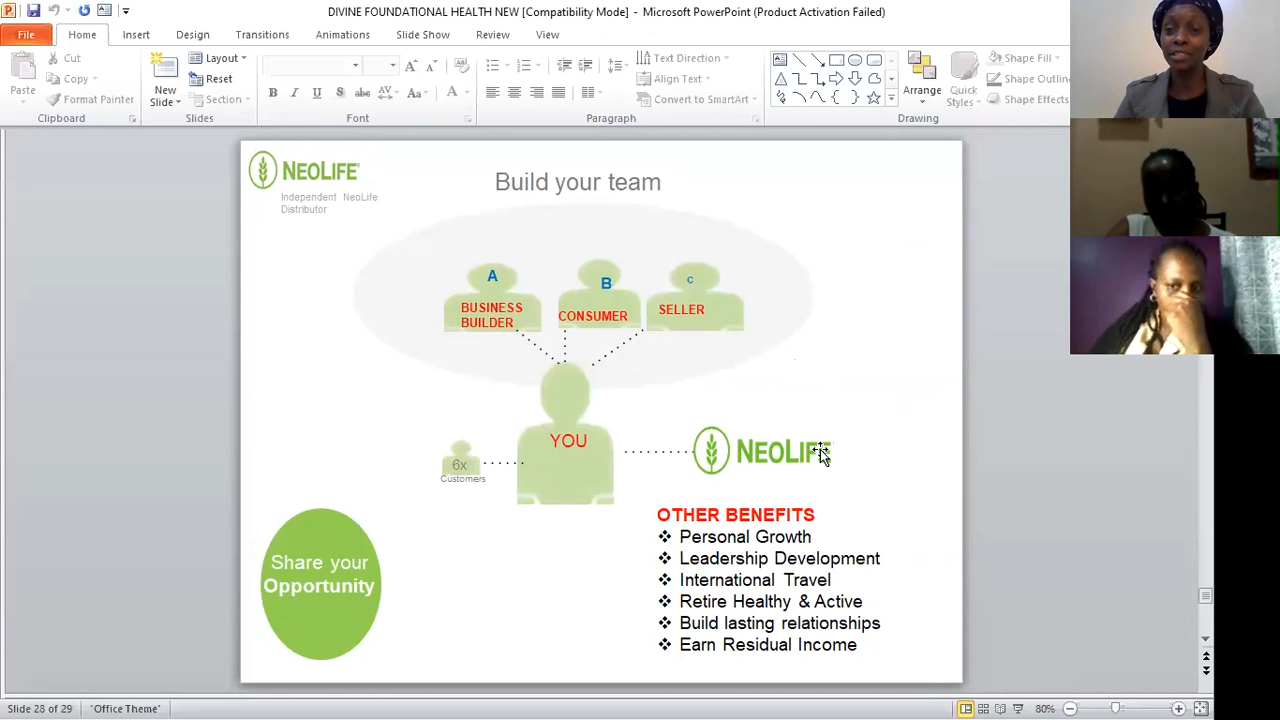 DIVINE FOUNDATIONAL HEALTH NEW [Compatibility Mode] - Microsoft PowerPoint (Product Activation Failed)
File Home Insert Design Transitions Animations Slide Show Review View
Paste
Cut
Copy
Format Painter
Clipboard
New Slide
Layout
Reset
Section
Slides
B I U S abc AV Aa A
Font
Text Direction
Align Text
Convert to SmartArt
Paragraph
Arrange
Quick Styles
Shape Fill
Shape Outlin
Shape Effects
Drawing
NEOLIFE
Independent NeoLife
Distributor
Build your team
A
B
c
BUSINESS
BUILDER
CONSUMER
SELLER
YOU
6x
Customers
NEOLIFE
Share your
Opportunity
OTHER BENEFITS
❖ Personal Growth
❖ Leadership Development
❖ International Travel
❖ Retire Healthy & Active
❖ Build lasting relationships
❖ Earn Residual Income
Slide 28 of 29
"Office Theme"
80%